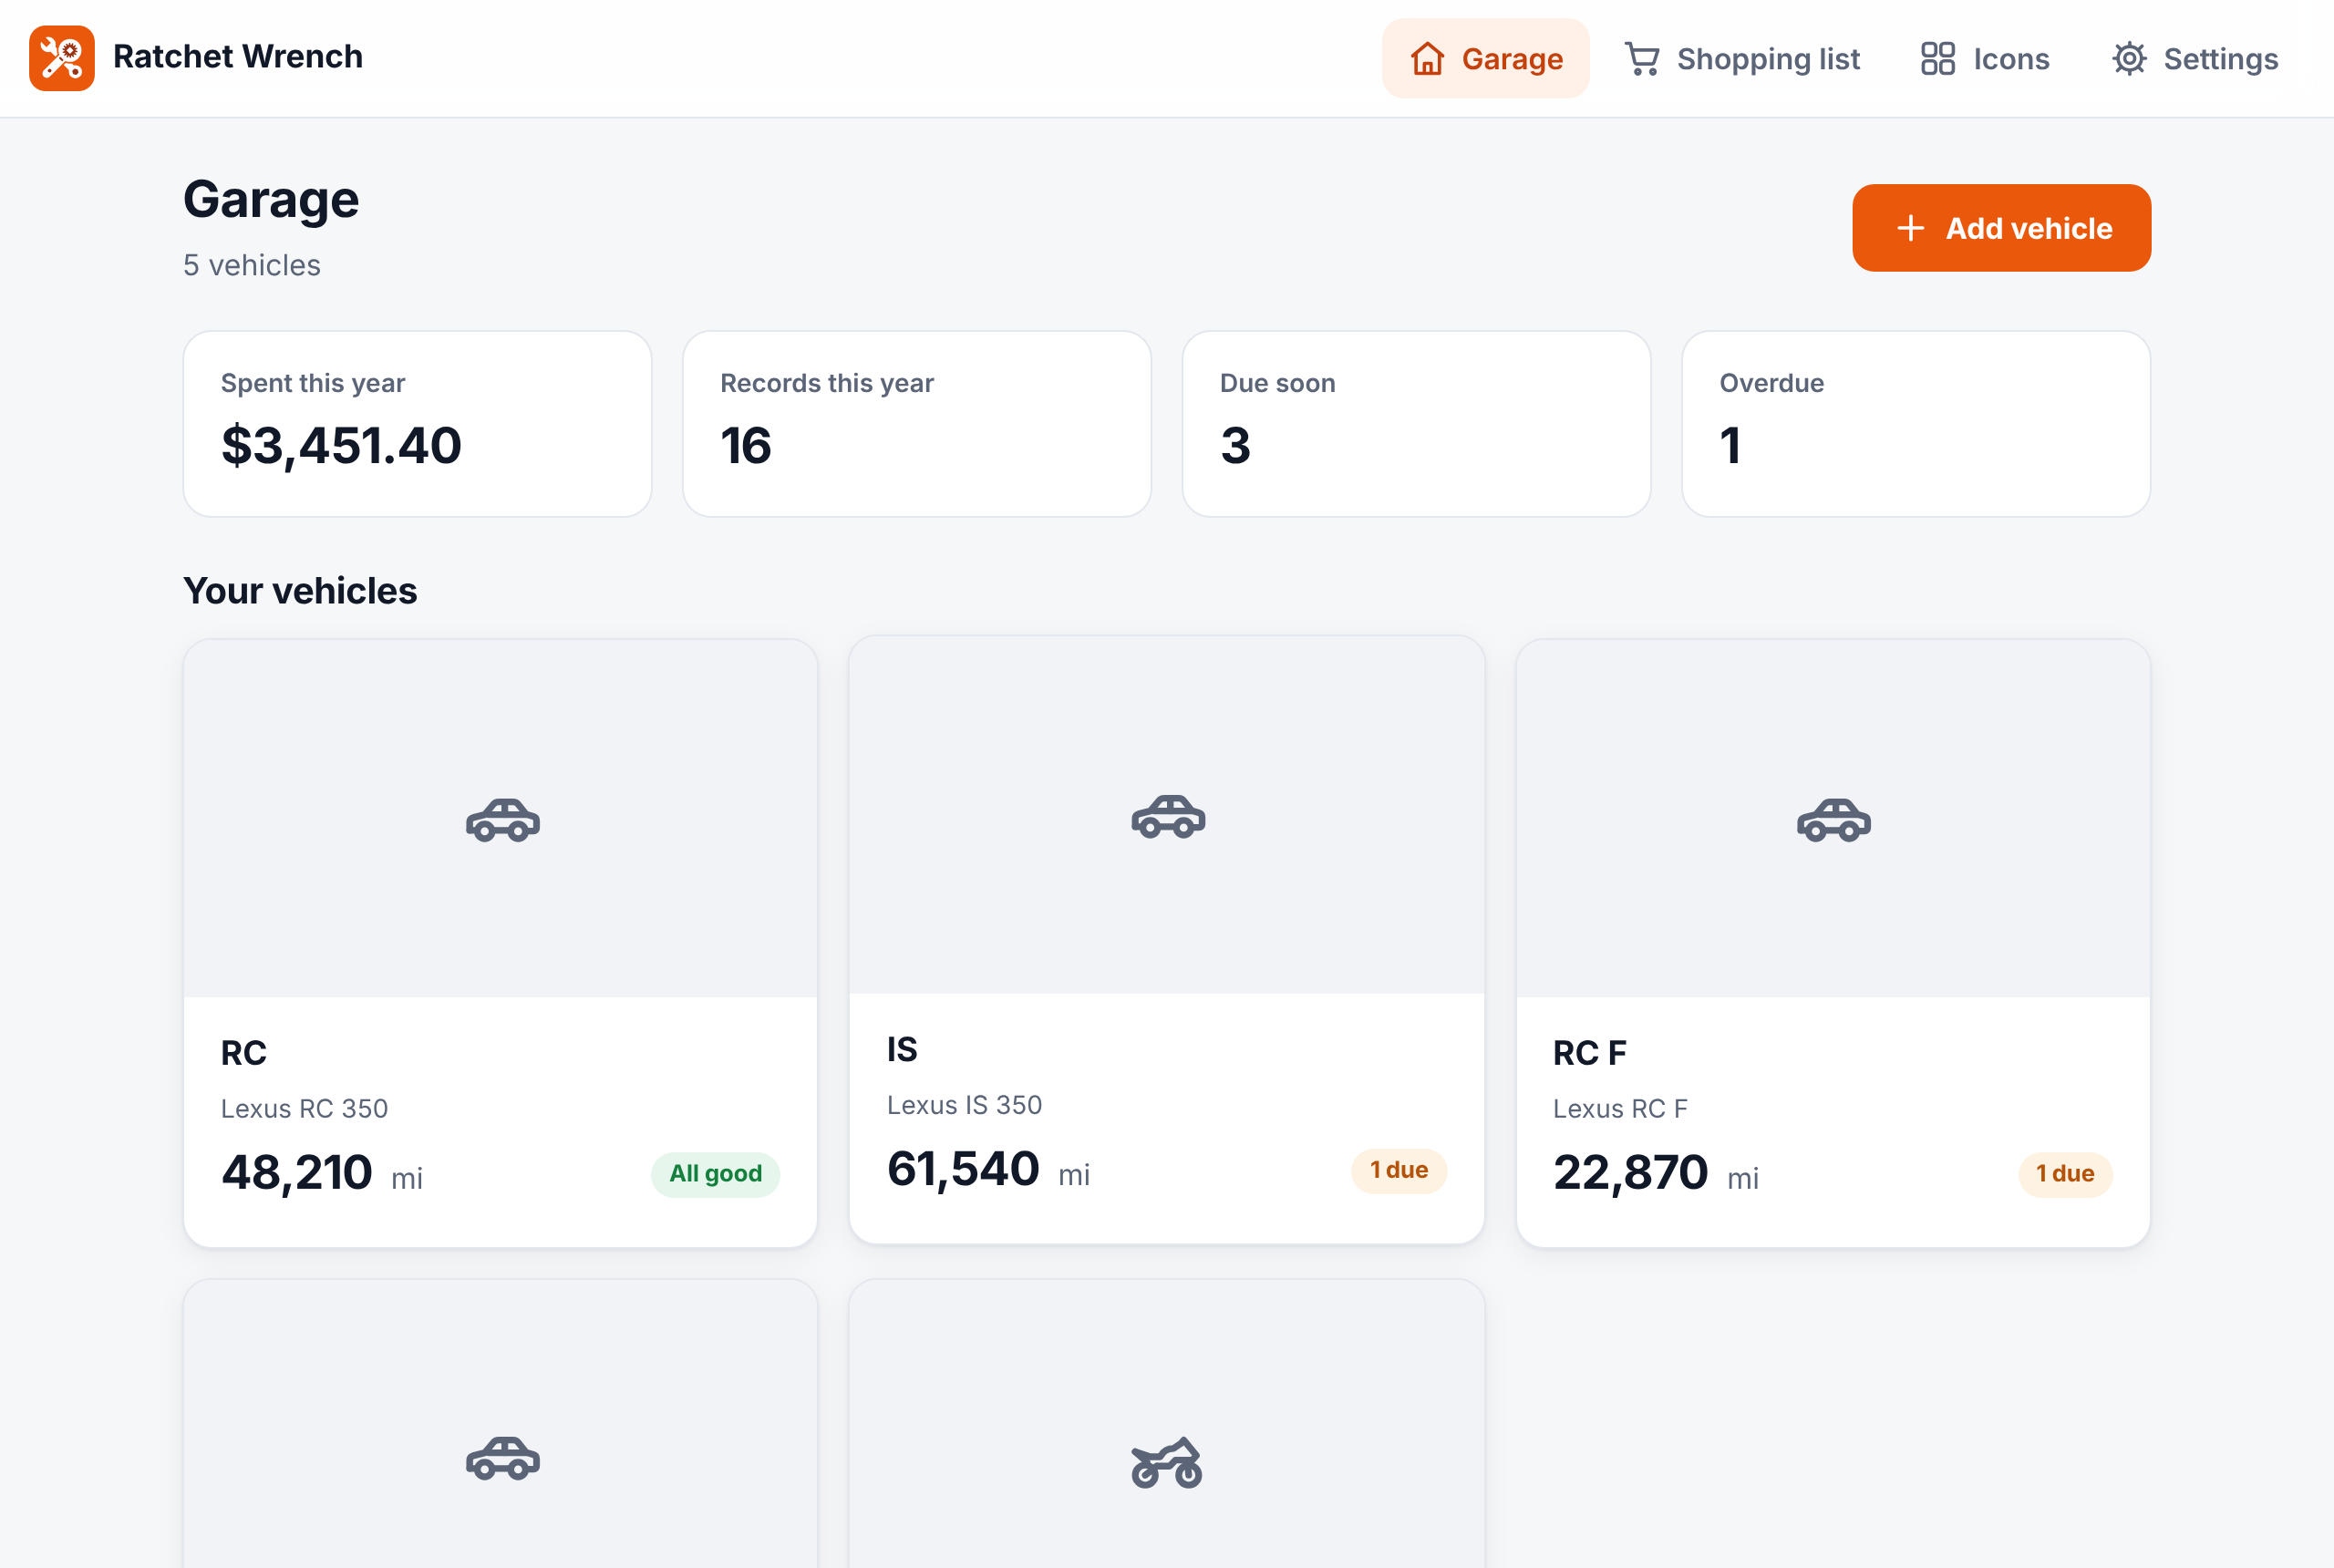 Ratchet Wrench
Garage
Shopping list
Icons
Settings
Garage
5 vehicles
Add vehicle
Spent this year
$3,451.40
Records this year
16
Due soon
3
Overdue
1
Your vehicles
RC
Lexus RC 350
48,210 mi
All good
IS
Lexus IS 350
61,540 mi
1 due
RC F
Lexus RC F
22,870 mi
1 due